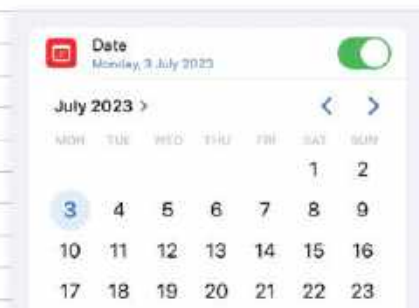 Date
Monday, 3 July 2023
July 2023 >
MON TUE WED THU FRI SAT SUN
1 2
3 4 5 6 7 8 9
10 11 12 13 14 15 16
17 18 19 20 21 22 23